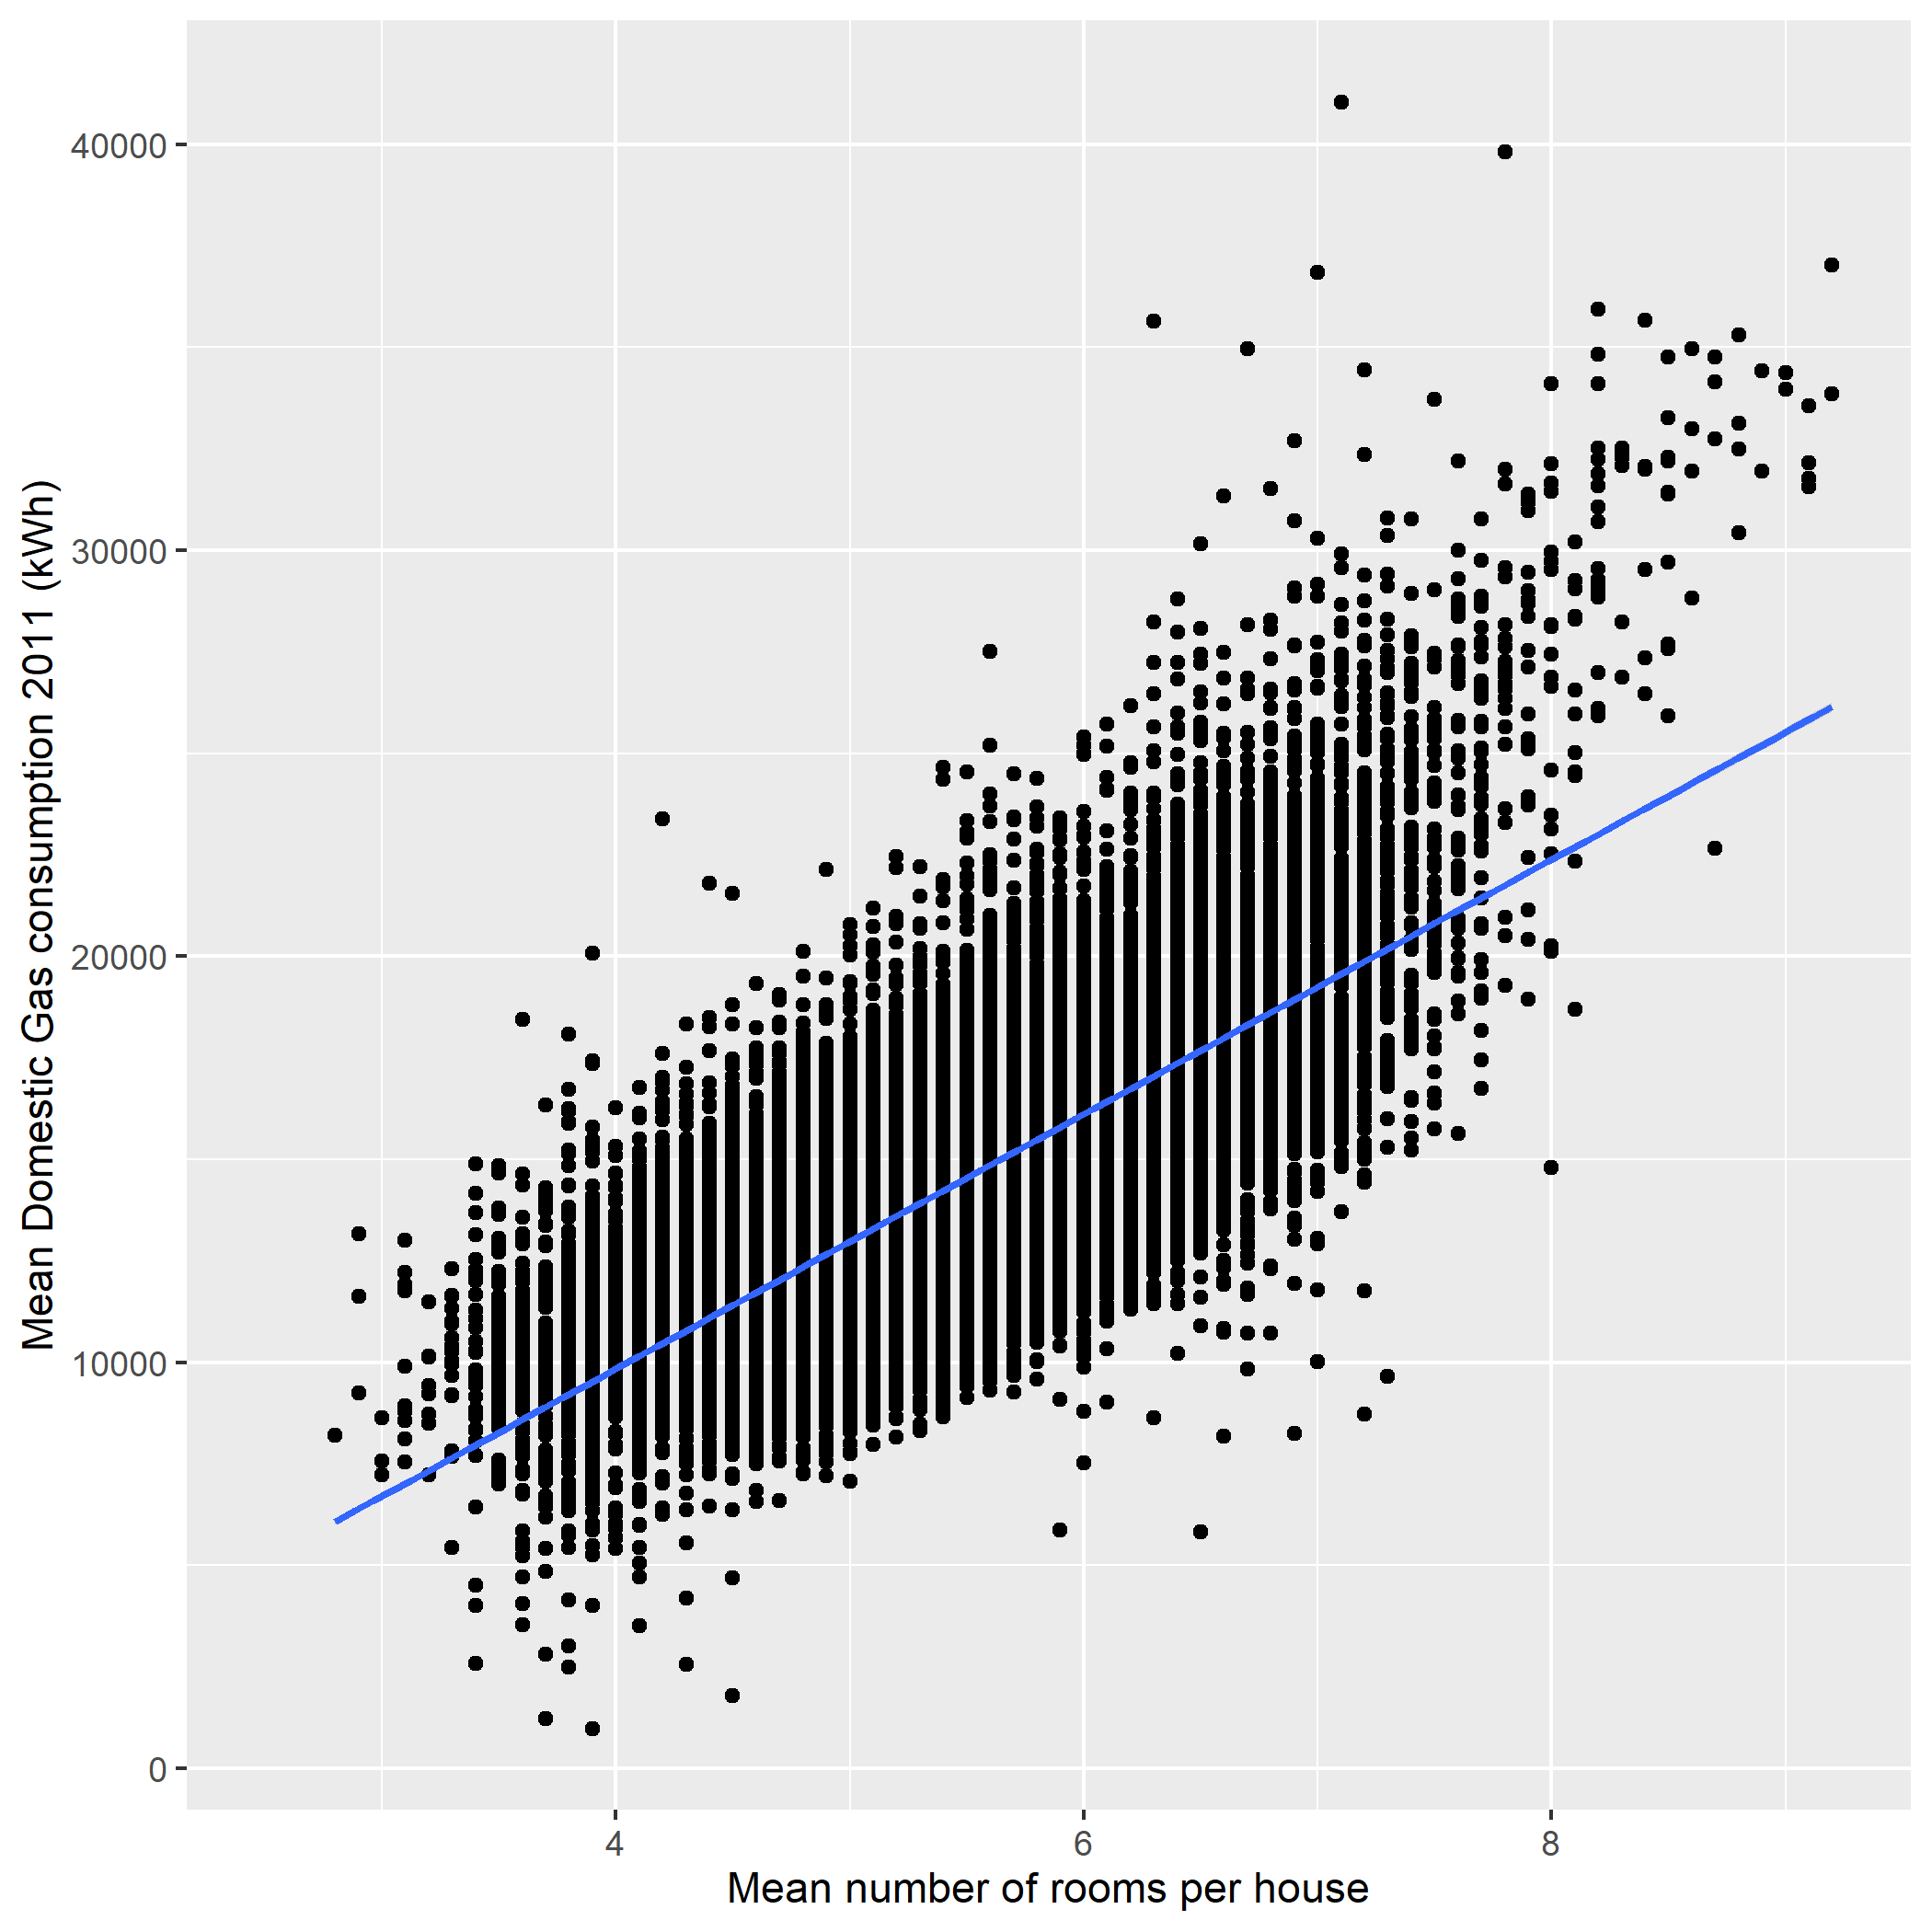 Mean Domestic Gas consumption 2011 (kWh)
40000
30000
20000
10000
0
4 6 8
Mean number of rooms per house